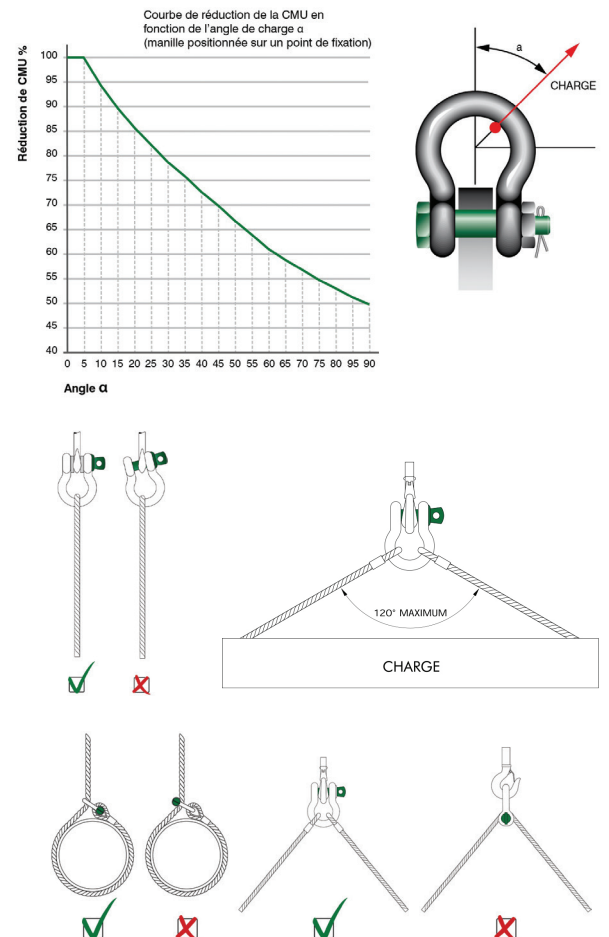 Courbe de réduction de la CMU en
fonction de l'angle de charge α
(manille positionnée sur un point de fixation)
Réduction de CMU %
100
95
90
85
80
75
70
65
60
55
50
45
40
0 5 10 15 20 25 30 35 40 45 50 55 60 65 70 75 80 95 90
Angle α
a
CHARGE
120° MAXIMUM
CHARGE